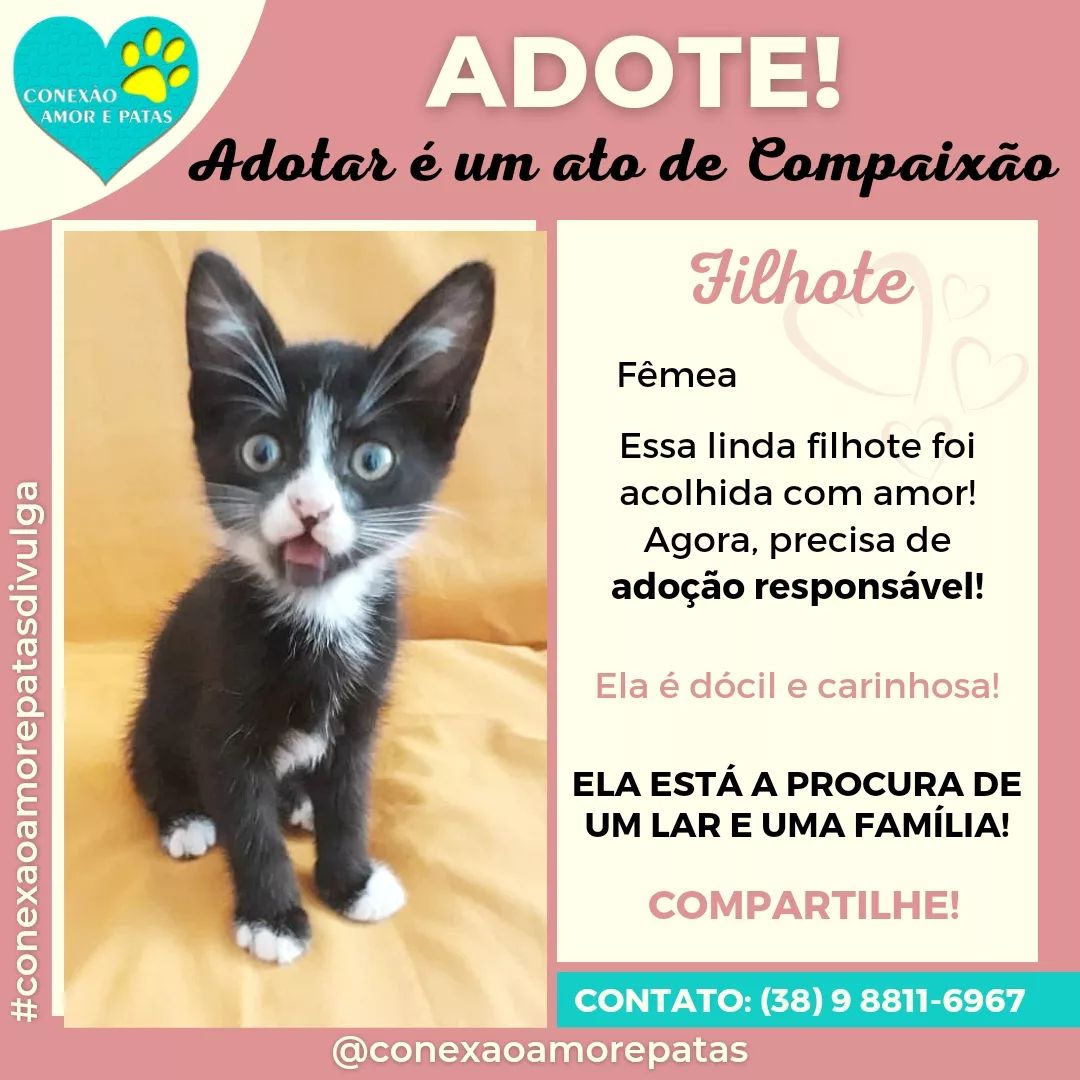 CONEXÃO
AMOR E PATAS
ADOTE!
Adotar é um ato de Compaixão
Filhote
Fêmea
Essa linda filhote foi
acolhida com amor!
Agora, precisa de
adoção responsável!
Ela é dócil e carinhosa!
ELA ESTÁ A PROCURA DE
UM LAR E UMA FAMÍLIA!
COMPARTILHE!
CONTATO: (38) 9 8811-6967
@conexaoamorepatas
#conexaoamorepatasdivulga